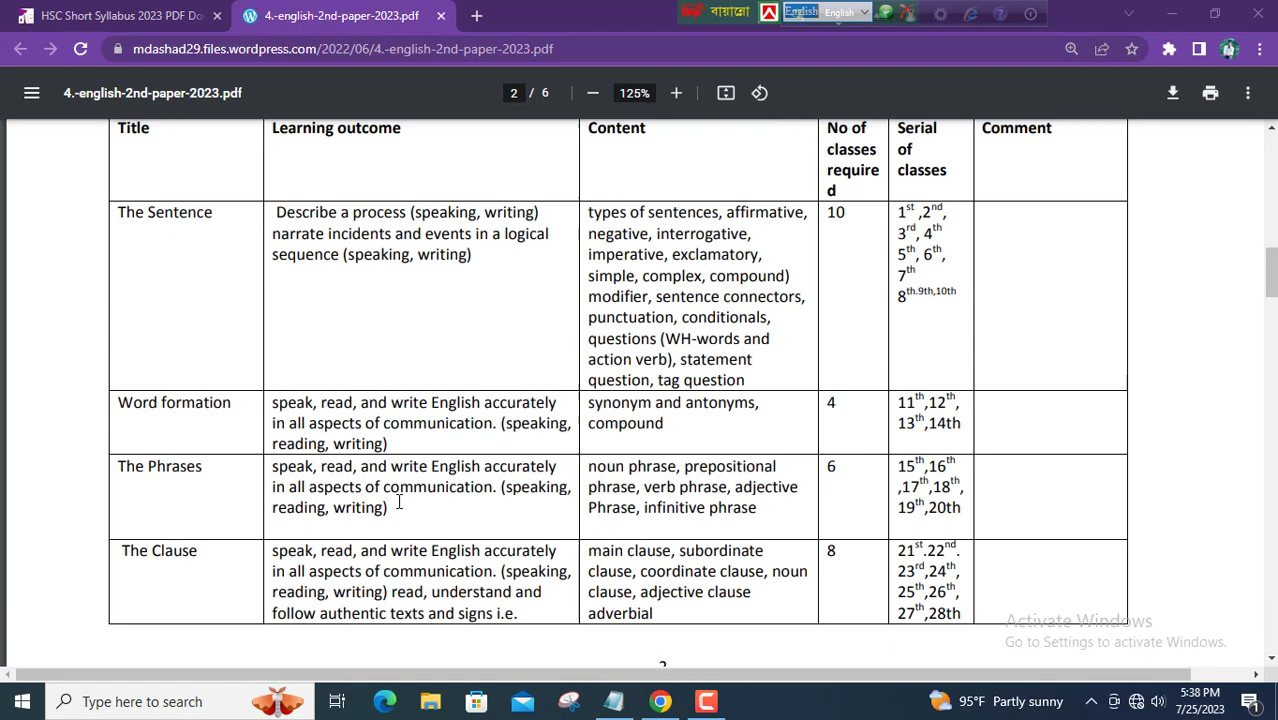 HSC Short Syllabus 2023 PDF Down
4.-english-2nd-paper-2023.pdf
বায়ান্নো
English
English
mdashad29.files.wordpress.com/2022/06/4.-english-2nd-paper-2023.pdf
4.-english-2nd-paper-2023.pdf
2 / 6
125%
Title
Learning outcome
Content
No of
classes
require
d
Serial
of
classes
Comment
The Sentence
Describe a process (speaking, writing)
narrate incidents and events in a logical
sequence (speaking, writing)
types of sentences, affirmative,
negative, interrogative,
imperative, exclamatory,
simple, complex, compound)
modifier, sentence connectors,
punctuation, conditionals,
questions (WH-words and
action verb), statement
question, tag question
10
1st ,2nd,
3rd, 4th
5th, 6th,
7th
8th.9th,10th
Word formation
speak, read, and write English accurately
in all aspects of communication. (speaking,
reading, writing)
synonym and antonyms,
compound
4
11th,12th,
13th,14th
The Phrases
speak, read, and write English accurately
in all aspects of communication. (speaking,
reading, writing)
noun phrase, prepositional
phrase, verb phrase, adjective
Phrase, infinitive phrase
6
15th,16th
,17th,18th,
19th,20th
The Clause
speak, read, and write English accurately
in all aspects of communication. (speaking,
reading, writing) read, understand and
follow authentic texts and signs i.e.
main clause, subordinate
clause, coordinate clause, noun
clause, adjective clause
adverbial
8
21st.22nd.
23rd,24th,
25th,26th,
27th,28th
Activate Windows
Go to Settings to activate Windows.
2
Type here to search
95°F Partly sunny
5:38 PM
7/25/2023
1